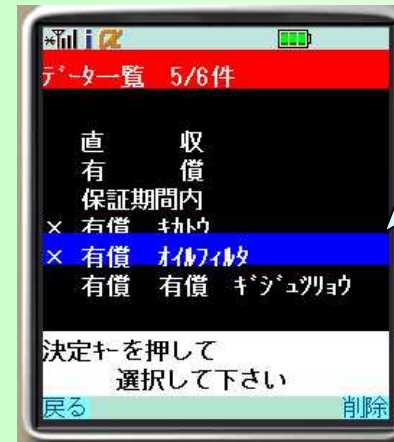 ﾃﾞｰﾀ一覧 5/6件
直　　　収
有　　　償
保証期間内
× 有償 ｷｶﾄｳ
× 有償 ｵｲﾙﾌｨﾙﾀ
有償 有償 ｷﾞｼﾞｭﾂﾘｮｳ
決定ｷｰを押して
選択して下さい
戻る 削除